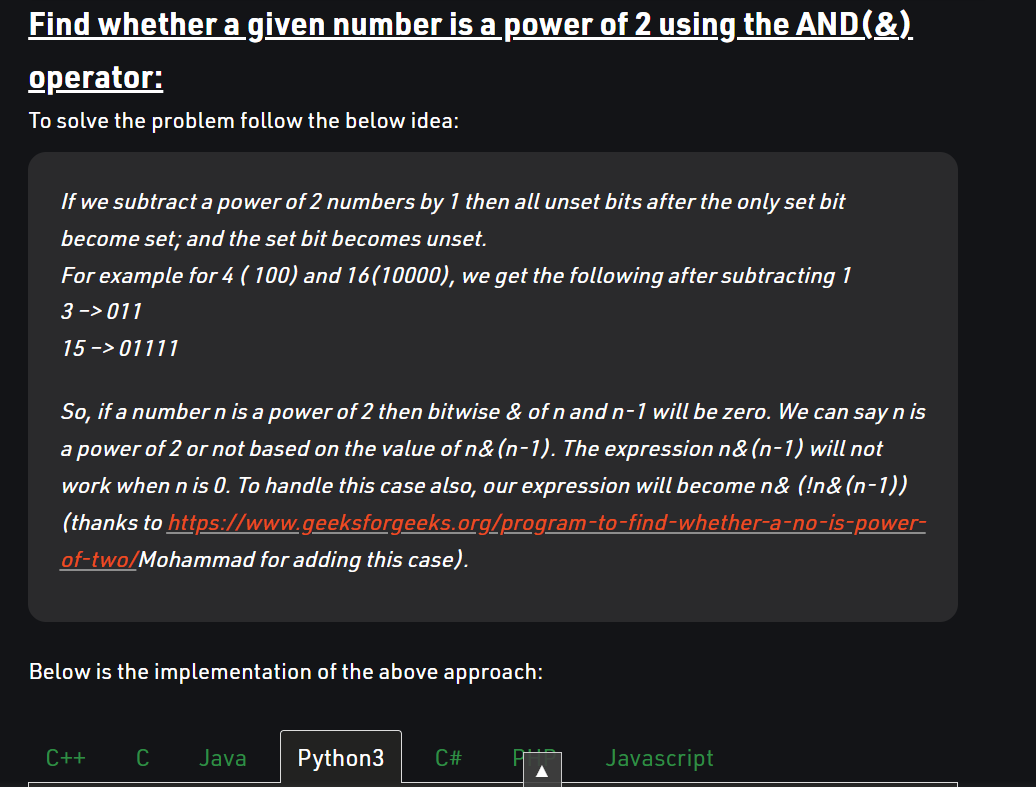 Find whether a given number is a power of 2 using the AND(&)
operator:
To solve the problem follow the below idea:
If we subtract a power of 2 numbers by 1 then all unset bits after the only set bit
become set; and the set bit becomes unset.
For example for 4 ( 100) and 16(10000), we get the following after subtracting 1
3 –> 011
15 –> 01111
So, if a number n is a power of 2 then bitwise & of n and n-1 will be zero. We can say n is
a power of 2 or not based on the value of n&(n-1). The expression n&(n-1) will not
work when n is 0. To handle this case also, our expression will become n& (!n&(n-1))
(thanks to https://www.geeksforgeeks.org/program-to-find-whether-a-no-is-power-
of-two/Mohammad for adding this case).
Below is the implementation of the above approach:
C++ C Java Python3 C# PHP Javascript